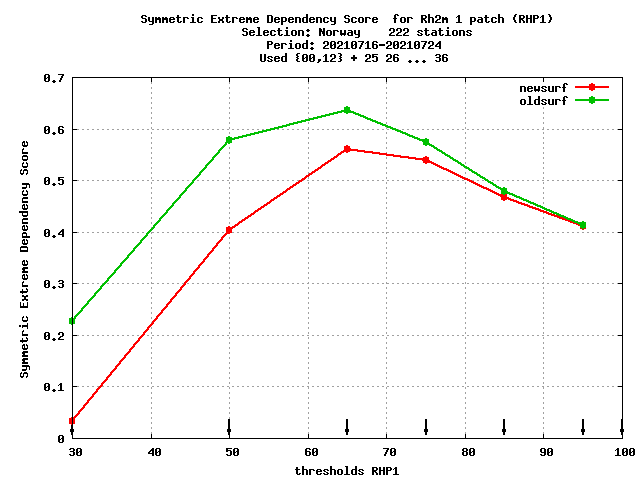 Symmetric Extreme Dependency Score  for Rh2m 1 patch (RHP1)
Selection: Norway    222 stations
Period: 20210716-20210724
Used {00,12} + 25 26 ... 36
newsurf
oldsurf
Symmetric Extreme Dependency Score
0.7
0.6
0.5
0.4
0.3
0.2
0.1
0
30 40 50 60 70 80 90 100
thresholds RHP1